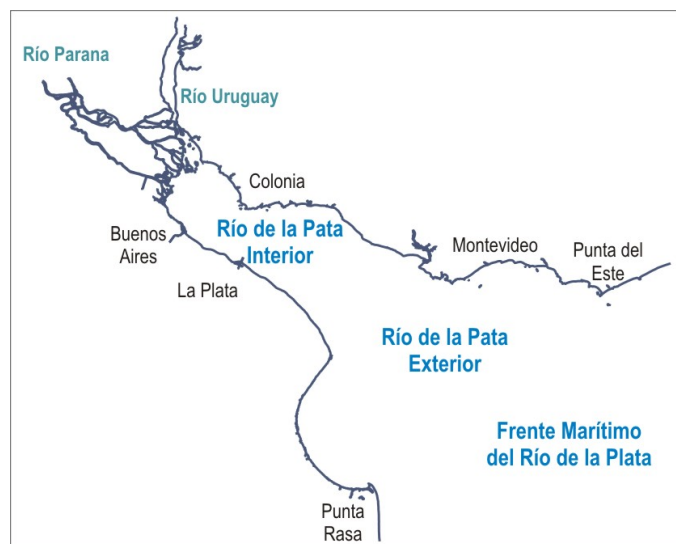 Río Parana
Río Uruguay
Colonia
Río de la Pata
Interior
Buenos
Aires
Montevideo
Punta del
Este
La Plata
Río de la Pata
Exterior
Frente Marítimo
del Río de la Plata
Punta
Rasa